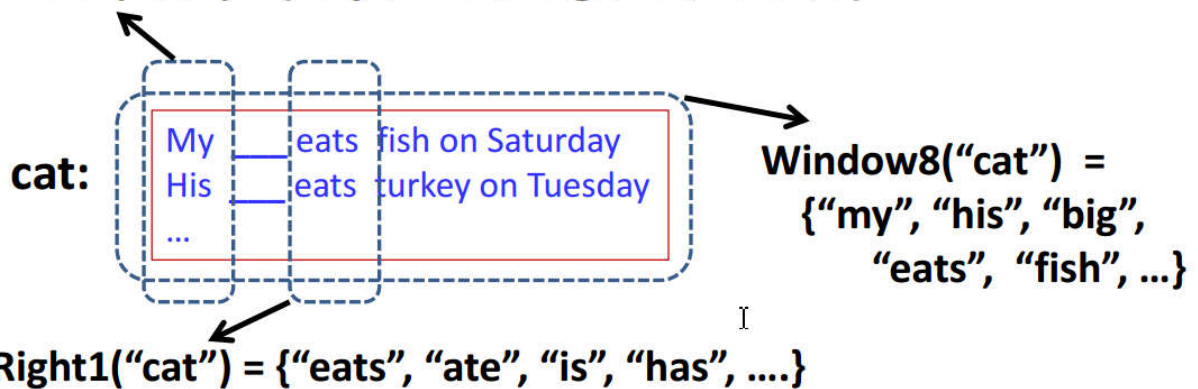 cat:
My ___ eats fish on Saturday
His ___ eats turkey on Tuesday
...
Window8(“cat”) =
{“my”, “his”, “big”,
“eats”, “fish”, …}
Right1(“cat”) = {“eats”, “ate”, “is”, “has”, ….}